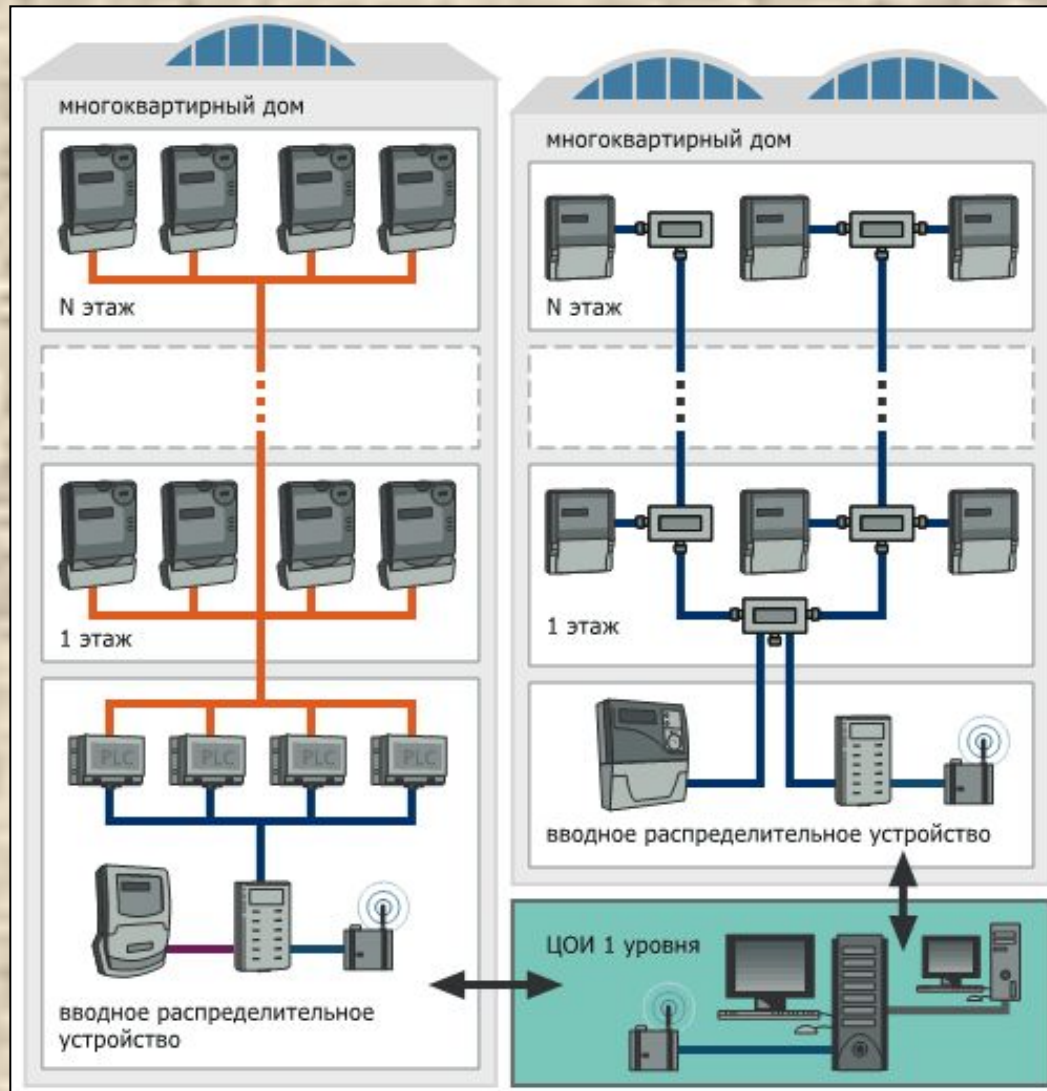 многоквартирный дом
N этаж
1 этаж
PLC PLC PLC PLC
вводное распределительное
устройство
многоквартирный дом
N этаж
1 этаж
вводное распределительное устройство
ЦОИ 1 уровня